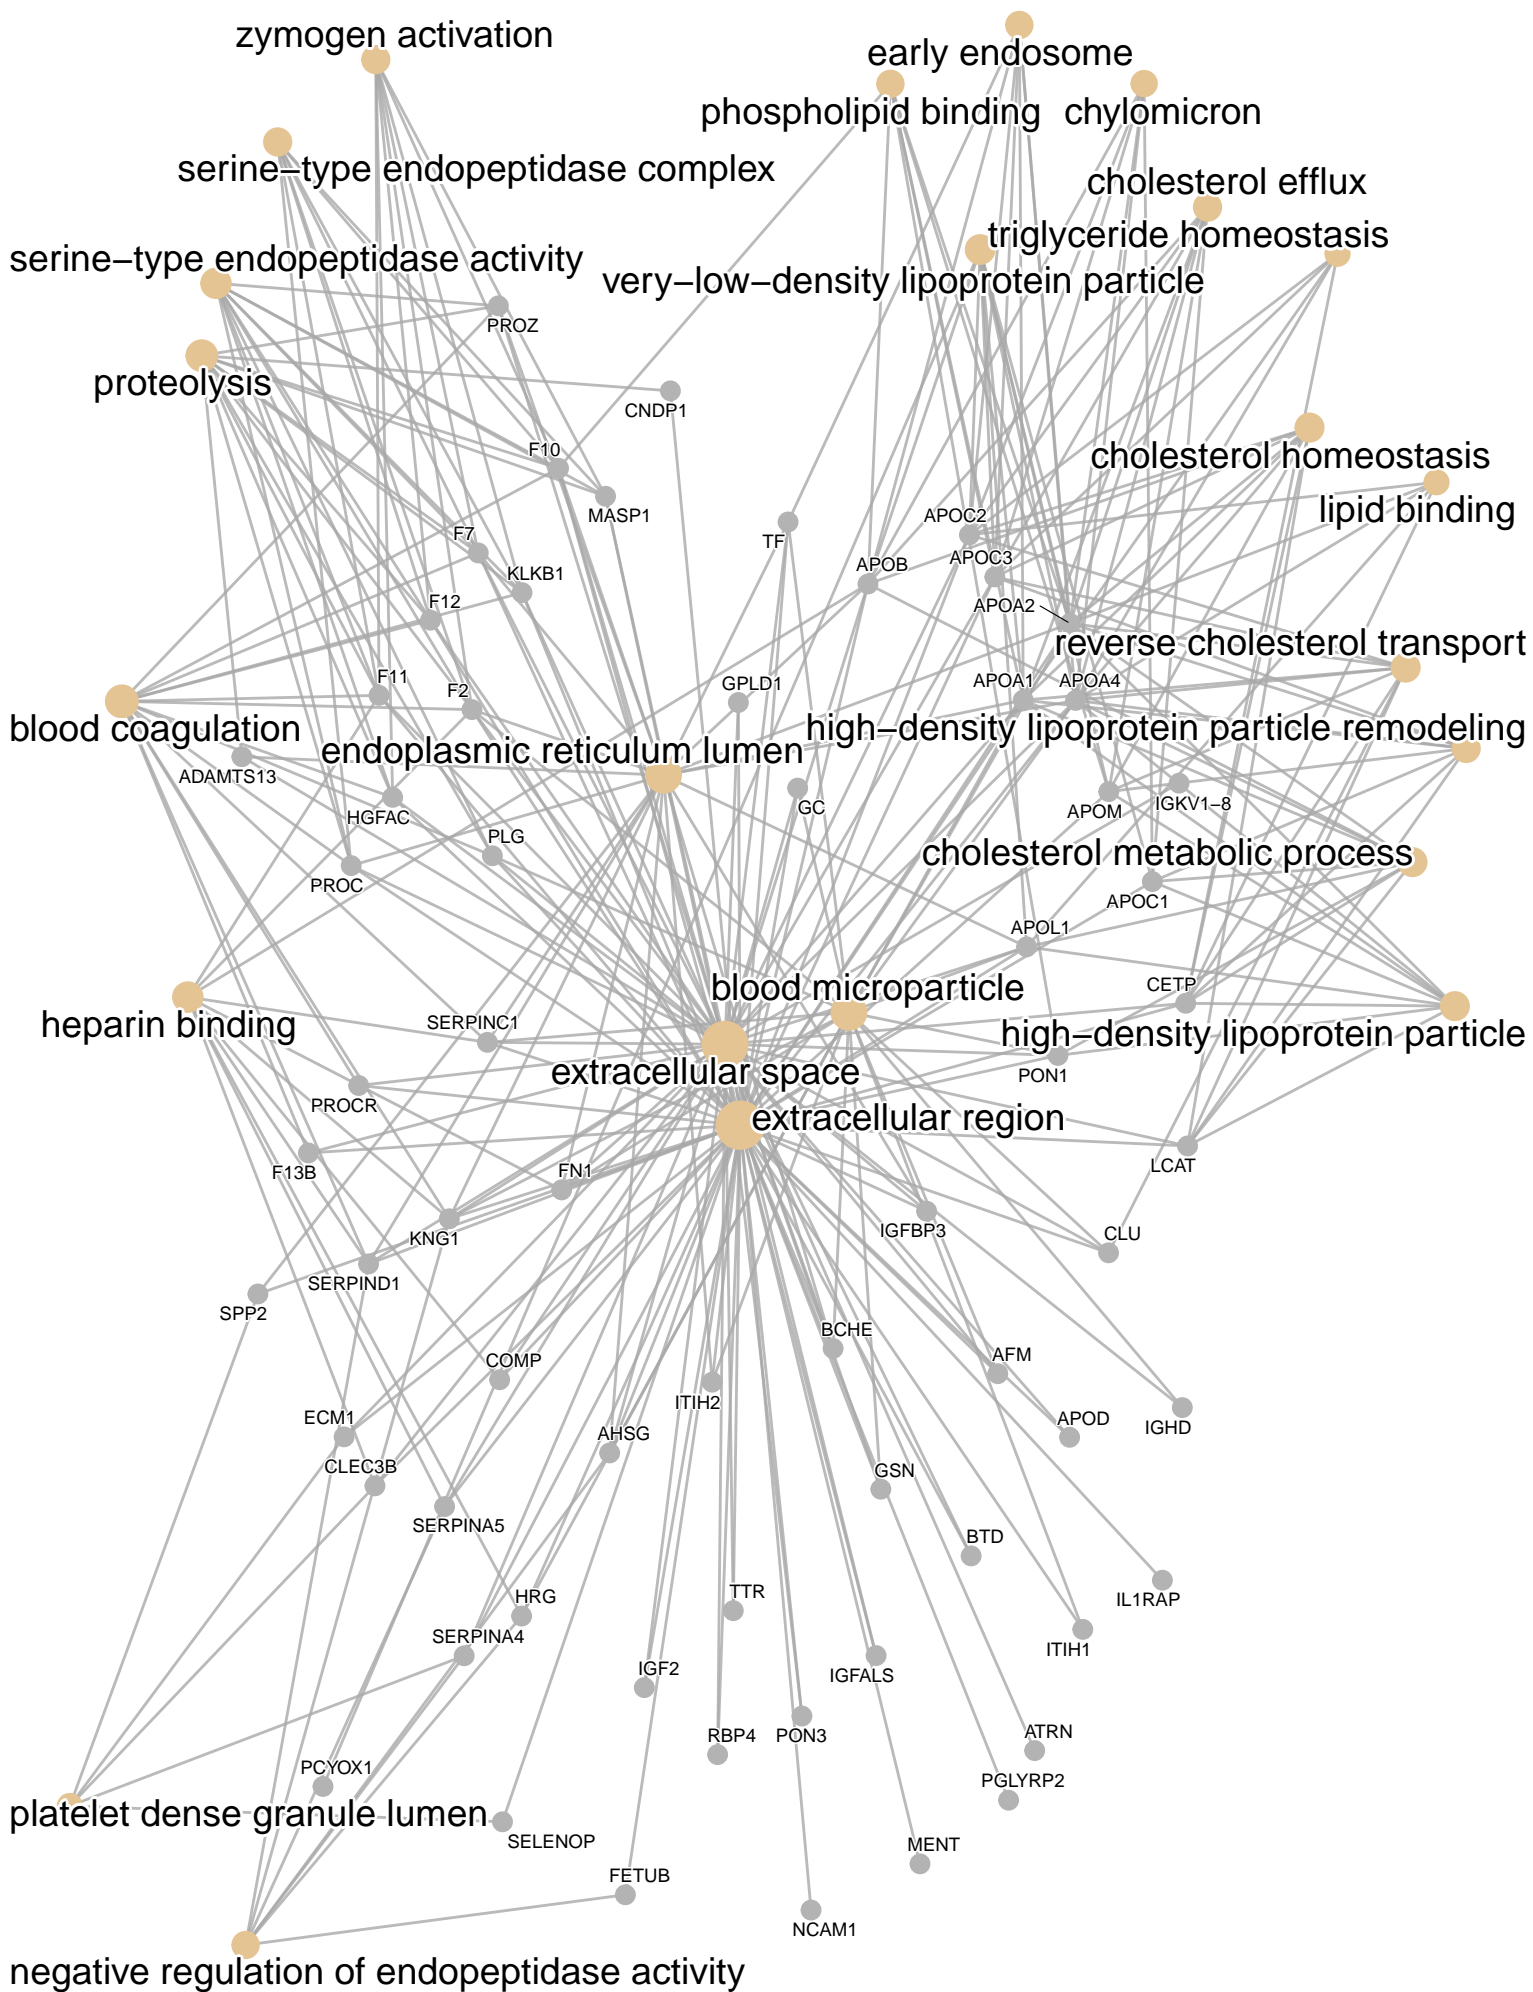 zymogen activation
early endosome
phospholipid binding
chylomicron
serine−type endopeptidase complex
cholesterol efflux
triglyceride homeostasis
serine−type endopeptidase activity
very−low−density lipoprotein particle
PROZ
proteolysis
CNDP1
F10
cholesterol homeostasis
MASP1
APOC2
lipid binding
F7
TF
APOB
APOC3
KLKB1
F12
APOA2
reverse cholesterol transport
F11
F2
GPLD1
APOA1
APOA4
blood coagulation
high−density lipoprotein particle remodeling
endoplasmic reticulum lumen
ADAMTS13
HGFAC
GC
APOM
IGKV1−8
PLG
cholesterol metabolic process
PROC
APOC1
APOL1
blood microparticle
CETP
heparin binding
SERPINC1
high−density lipoprotein particle
extracellular space
PON1
PROCR
extracellular region
F13B
FN1
LCAT
KNG1
IGFBP3
CLU
SERPIND1
SPP2
BCHE
COMP
AFM
ITIH2
ECM1
APOD
IGHD
AHSG
CLEC3B
GSN
SERPINA5
BTD
HRG
TTR
IL1RAP
SERPINA4
ITIH1
IGF2
IGFALS
RBP4
PON3
ATRN
PCYOX1
PGLYRP2
platelet dense granule lumen
SELENOP
MENT
FETUB
NCAM1
negative regulation of endopeptidase activity